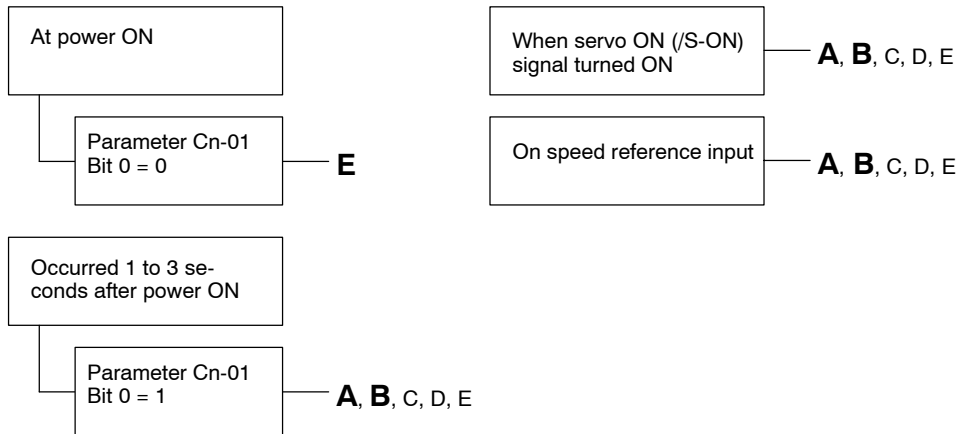 At power ON
Parameter Cn-01
Bit 0 = 0
E
Occurred 1 to 3 se-
conds after power ON
Parameter Cn-01
Bit 0 = 1
A, B, C, D, E
When servo ON (/S-ON)
signal turned ON
A, B, C, D, E
On speed reference input
A, B, C, D, E